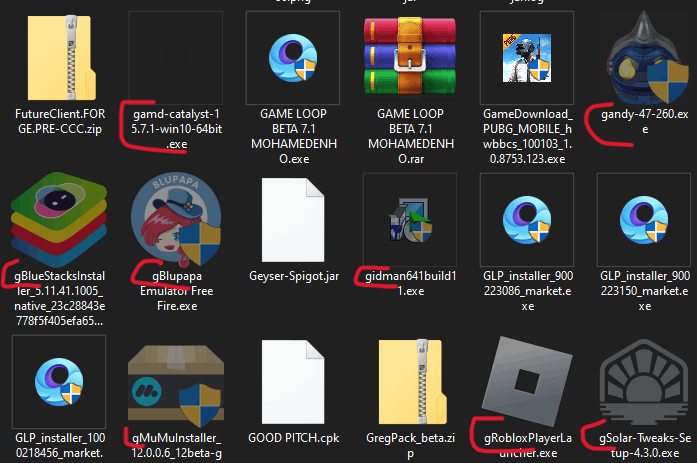 FutureClient.FOR
GE.PRE-CCC.zip
gamd-catalyst-1
5.7.1-win10-64bit
.exe
GAME LOOP
BETA 7.1
MOHAMEDENH
O.exe
GAME LOOP
BETA 7.1
MOHAMEDENH
O.rar
PUBG
GameDownload_
PUBG_MOBILE_h
wbbcs_100103_1.
0.8753.123.exe
gandy-47-260.ex
e
gBlueStacksInstal
ler_5.11.41.1005_
native_23c28843e
778f5f405efa65...
BLUPAPA
gBlupapa
Emulator Free
Fire.exe
Geyser-Spigot.jar
gidman641build1
1.exe
GLP_installer_900
223086_market.e
xe
GLP_installer_900
223150_market.e
xe
GLP_installer_100
0218456_market.
gMuMuInstaller_
12.0.0.6_12beta-g
GOOD PITCH.cpk
GregPack_beta.zi
p
gRobloxPlayerLa
uncher.exe
gSolar-Tweaks-Se
tup-4.3.0.exe